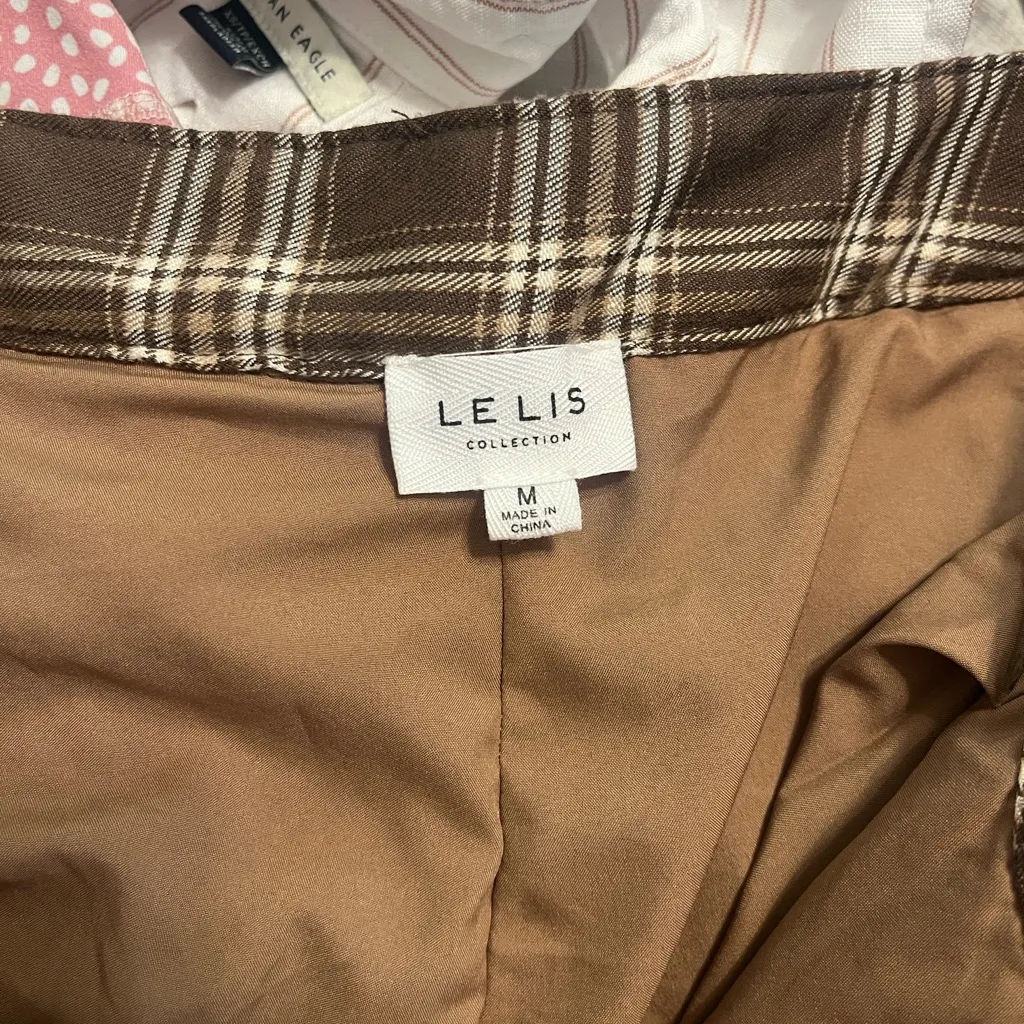 AN EAGLE
LE LIS
COLLECTION
M
MADE IN
CHINA